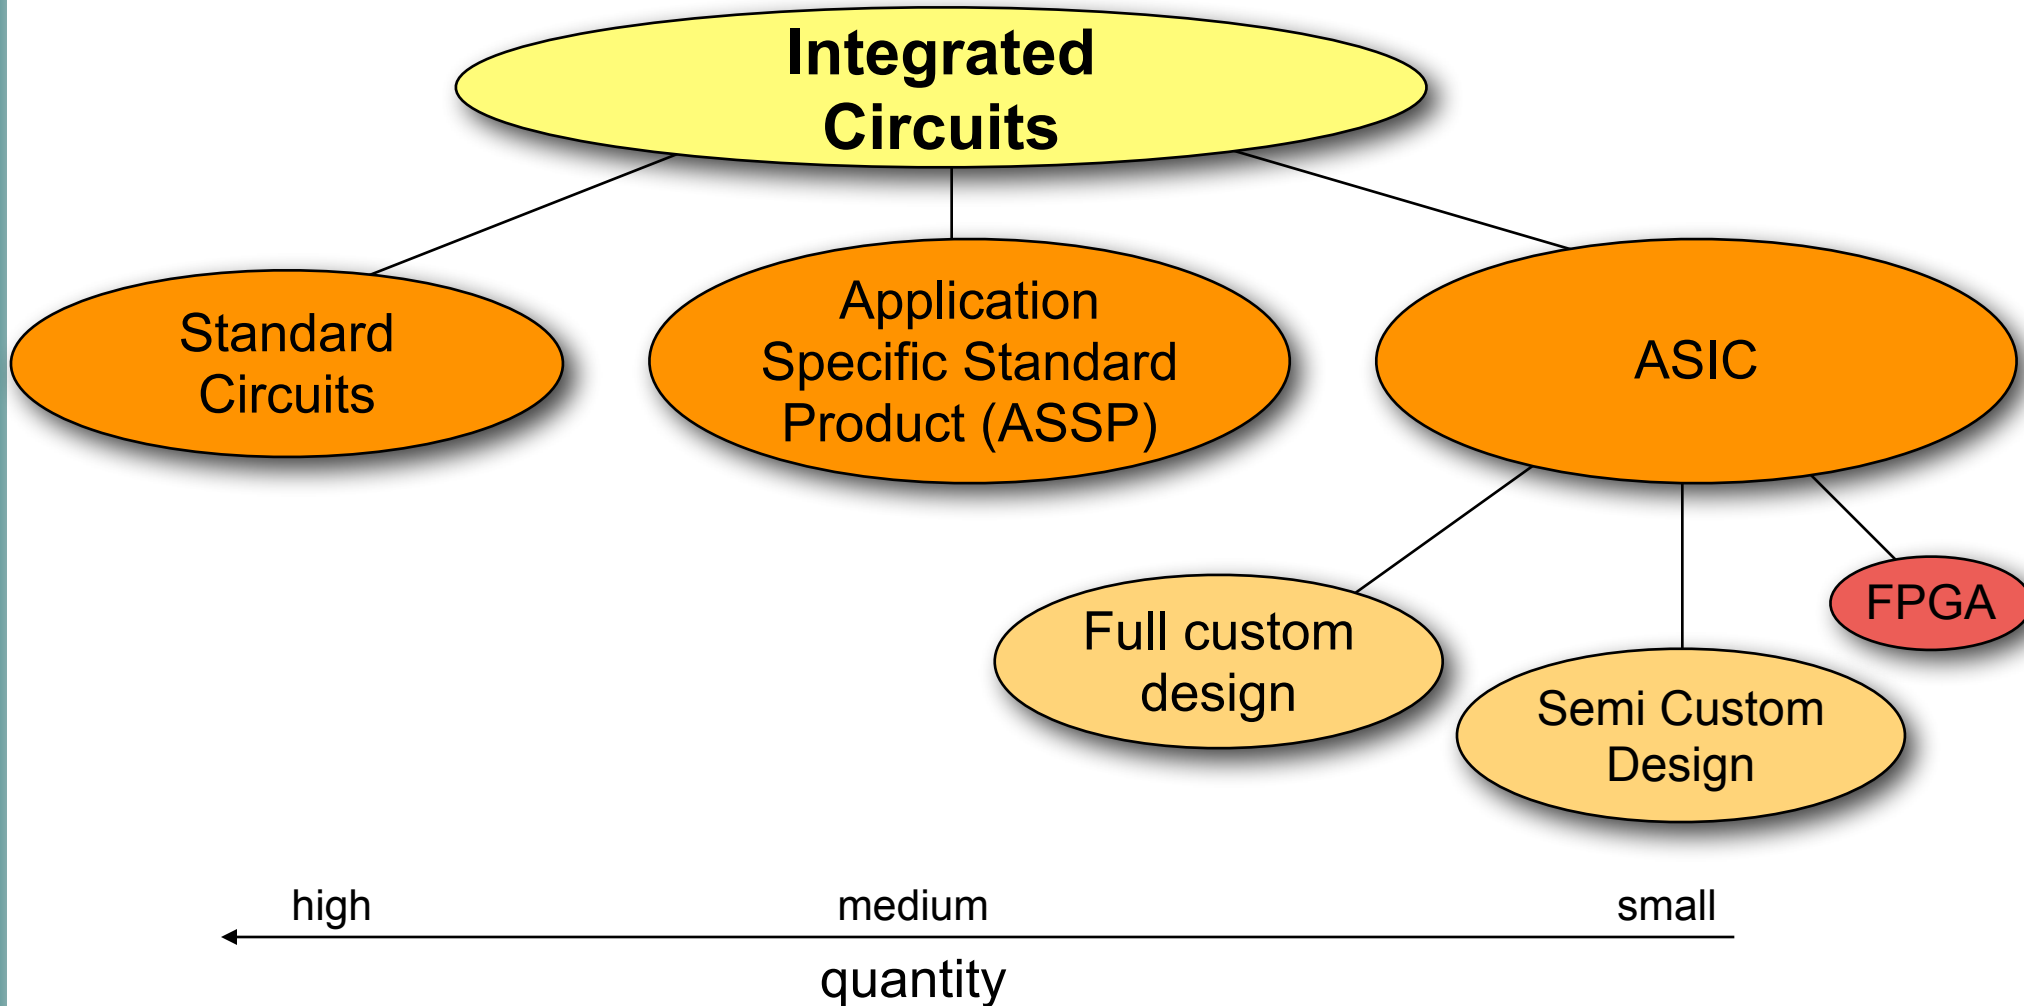 Integrated
Circuits
Standard
Circuits
Application
Specific Standard
Product (ASSP)
ASIC
Full custom
design
Semi Custom
Design
FPGA
high
medium
small
quantity